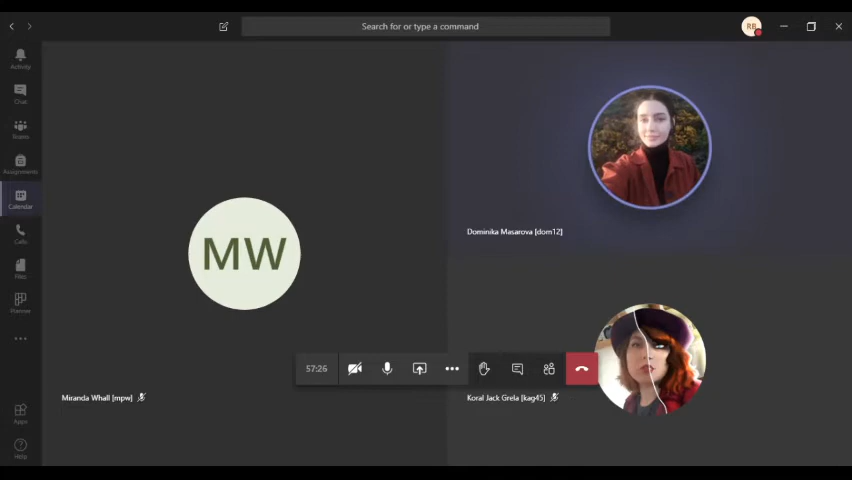 Search for or type a command
RB
Activity
Chat
Teams
Assignments
Calendar
Calls
Files
Planner
Apps
Help
MW
Miranda Whall [mpw]
Dominika Masarova [dom12]
57:26
Koral Jack Grela [kag45]